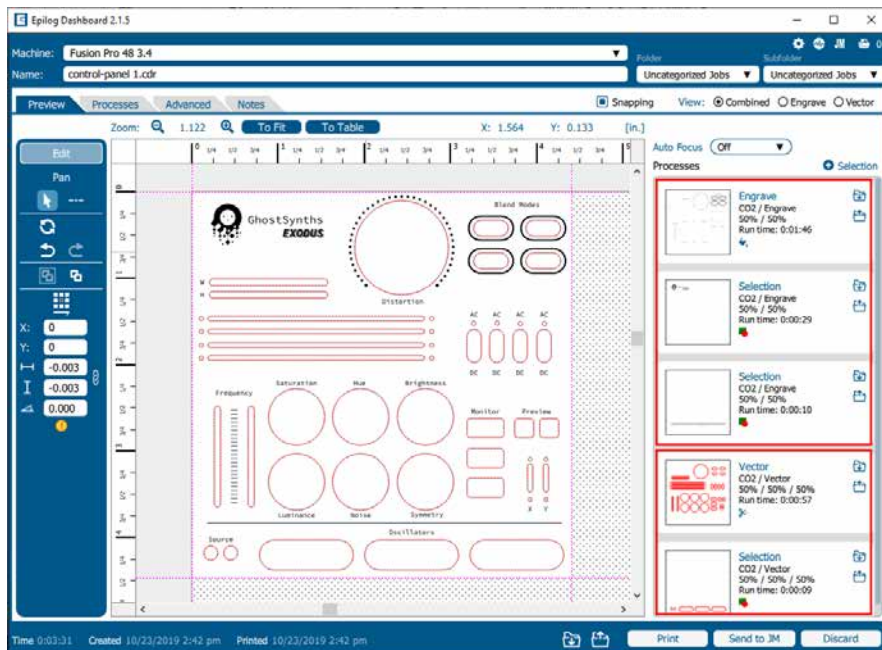 Epilog Dashboard 2.1.5
Machine: Fusion Pro 48 3.4
Folder Subfolder
Name: control-panel 1.cdr Uncategorized Jobs Uncategorized Jobs
Preview Processes Advanced Notes Snapping View: Combined Engrave Vector
Zoom: 1.122 To Fit To Table X: 1.564 Y: 0.133 [in.]
Edit
Pan
X: 0
Y: 0
-0.003
-0.003
0.000
GhostSynths
EXODUS
Blend Modes
Distortion
W
H
AC AC AC AC
DC DC DC DC
Saturation Hue Brightness
Frequency
Monitor Preview
X Y
Luminance Noise Symmetry
Source
Oscillators
Auto Focus Off
Processes Selection
Engrave
CO2 / Engrave
50% / 50%
Run time: 0:01:46
Selection
CO2 / Engrave
50% / 50%
Run time: 0:00:29
Selection
CO2 / Engrave
50% / 50%
Run time: 0:00:10
Vector
CO2 / Vector
50% / 50% / 50%
Run time: 0:00:57
Selection
CO2 / Vector
50% / 50% / 50%
Run time: 0:00:09
Time 0:03:31 Created 10/23/2019 2:42 pm Printed 10/23/2019 2:42 pm Print Send to JM Discard